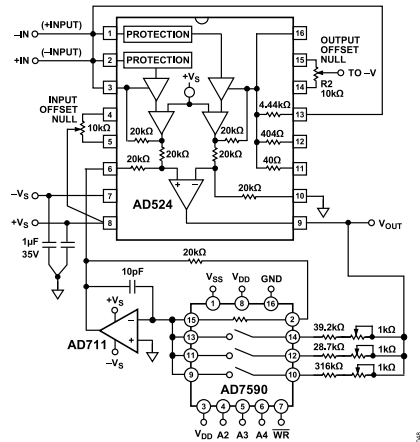 (+INPUT)
–IN
(–INPUT)
+IN
1
PROTECTION
2
PROTECTION
3
+VS
INPUT
OFFSET
NULL
4
10kΩ
5
20kΩ
20kΩ
20kΩ
20kΩ
20kΩ
6
20kΩ
–VS
7
+VS
8
1µF
35V
AD524
16
OUTPUT
OFFSET
NULL
15
TO –V
R2
10kΩ
14
4.44kΩ
13
404Ω
12
40Ω
11
10
9
VOUT
20kΩ
10pF
+VS
AD711
–VS
VSS
VDD
GND
1
8
16
15
2
13
14
39.2kΩ
1kΩ
11
12
28.7kΩ
1kΩ
9
10
316kΩ
1kΩ
AD7590
3
4
5
6
7
VDD
A2
A3
A4
WR